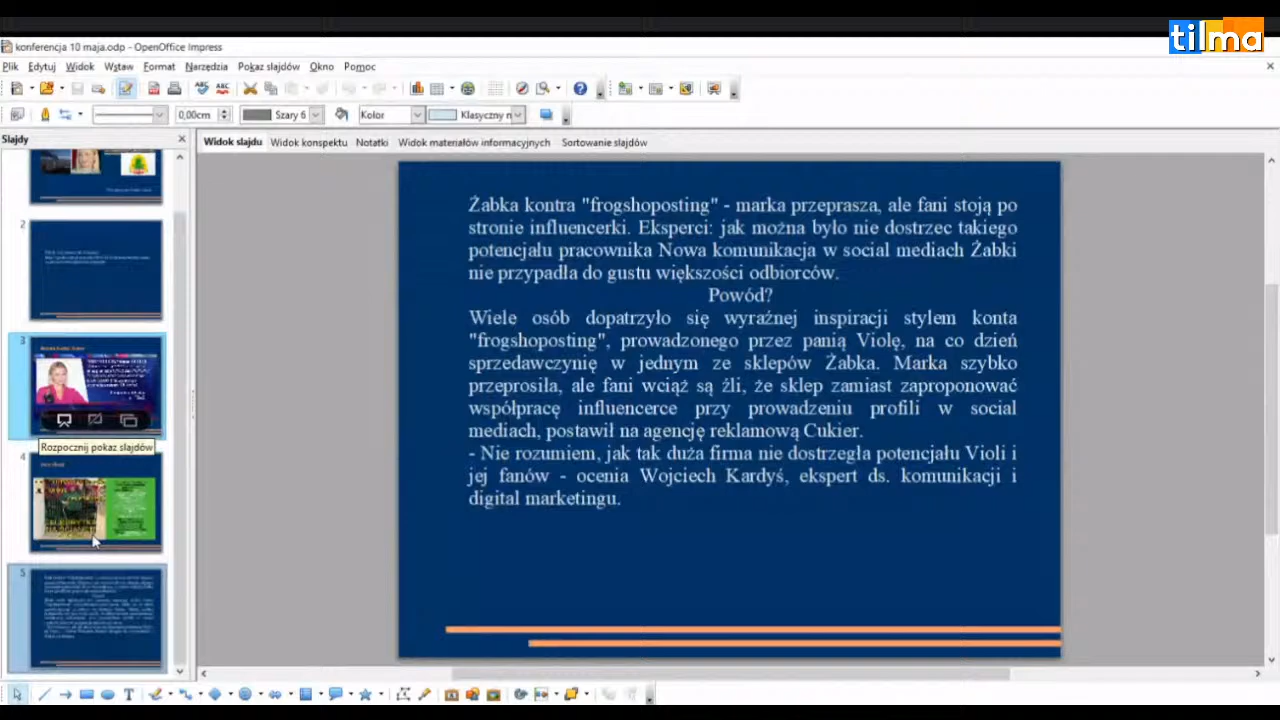 tilma
konferencja 10 maja.odp - OpenOffice Impress
Plik Edytuj Widok Wstaw Format Narzędzia Pokaz slajdów Okno Pomoc
0,00cm Szary 6 Kolor Klasyczny n
Slajdy
Widok slajdu Widok konspektu Notatki Widok materiałów informacyjnych Sortowanie slajdów
2
3
Rozpocznij pokaz slajdów
4
5
Żabka kontra "frogshoposting" - marka przeprasza, ale fani stoją po
stronie influencerki. Eksperci: jak można było nie dostrzec takiego
potencjału pracownika Nowa komunikacja w social mediach Żabki
nie przypadła do gustu większości odbiorców.
Powód?
Wiele osób dopatrzyło się wyraźnej inspiracji stylem konta
"frogshoposting", prowadzonego przez panią Violę, na co dzień
sprzedawczynię w jednym ze sklepów Żabka. Marka szybko
przeprosiła, ale fani wciąż są źli, że sklep zamiast zaproponować
współpracę influencerce przy prowadzeniu profili w social
mediach, postawił na agencję reklamową Cukier.
- Nie rozumiem, jak tak duża firma nie dostrzegła potencjału Violi i
jej fanów - ocenia Wojciech Kardyś, ekspert ds. komunikacji i
digital marketingu.